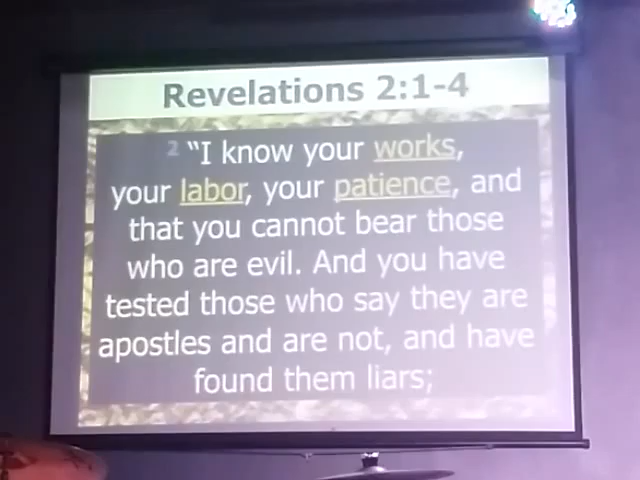 Revelations 2:1-4
2 “I know your works,
your labor, your patience, and
that you cannot bear those
who are evil. And you have
tested those who say they are
apostles and are not, and have
found them liars;